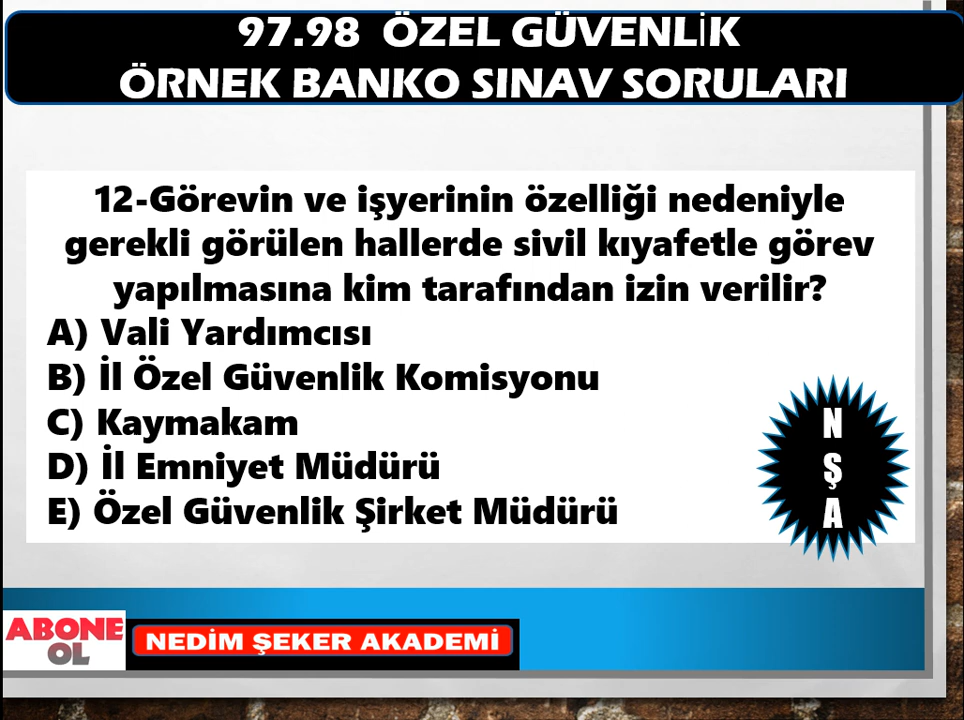 97.98 ÖZEL GÜVENLİK
ÖRNEK BANKO SINAV SORULARI
12-Görevin ve işyerinin özelliği nedeniyle
gerekli görülen hallerde sivil kıyafetle görev
yapılmasına kim tarafından izin verilir?
A) Vali Yardımcısı
B) İl Özel Güvenlik Komisyonu
C) Kaymakam
D) İl Emniyet Müdürü
E) Özel Güvenlik Şirket Müdürü
N
Ş
A
ABONE
OL
NEDİM ŞEKER AKADEMİ